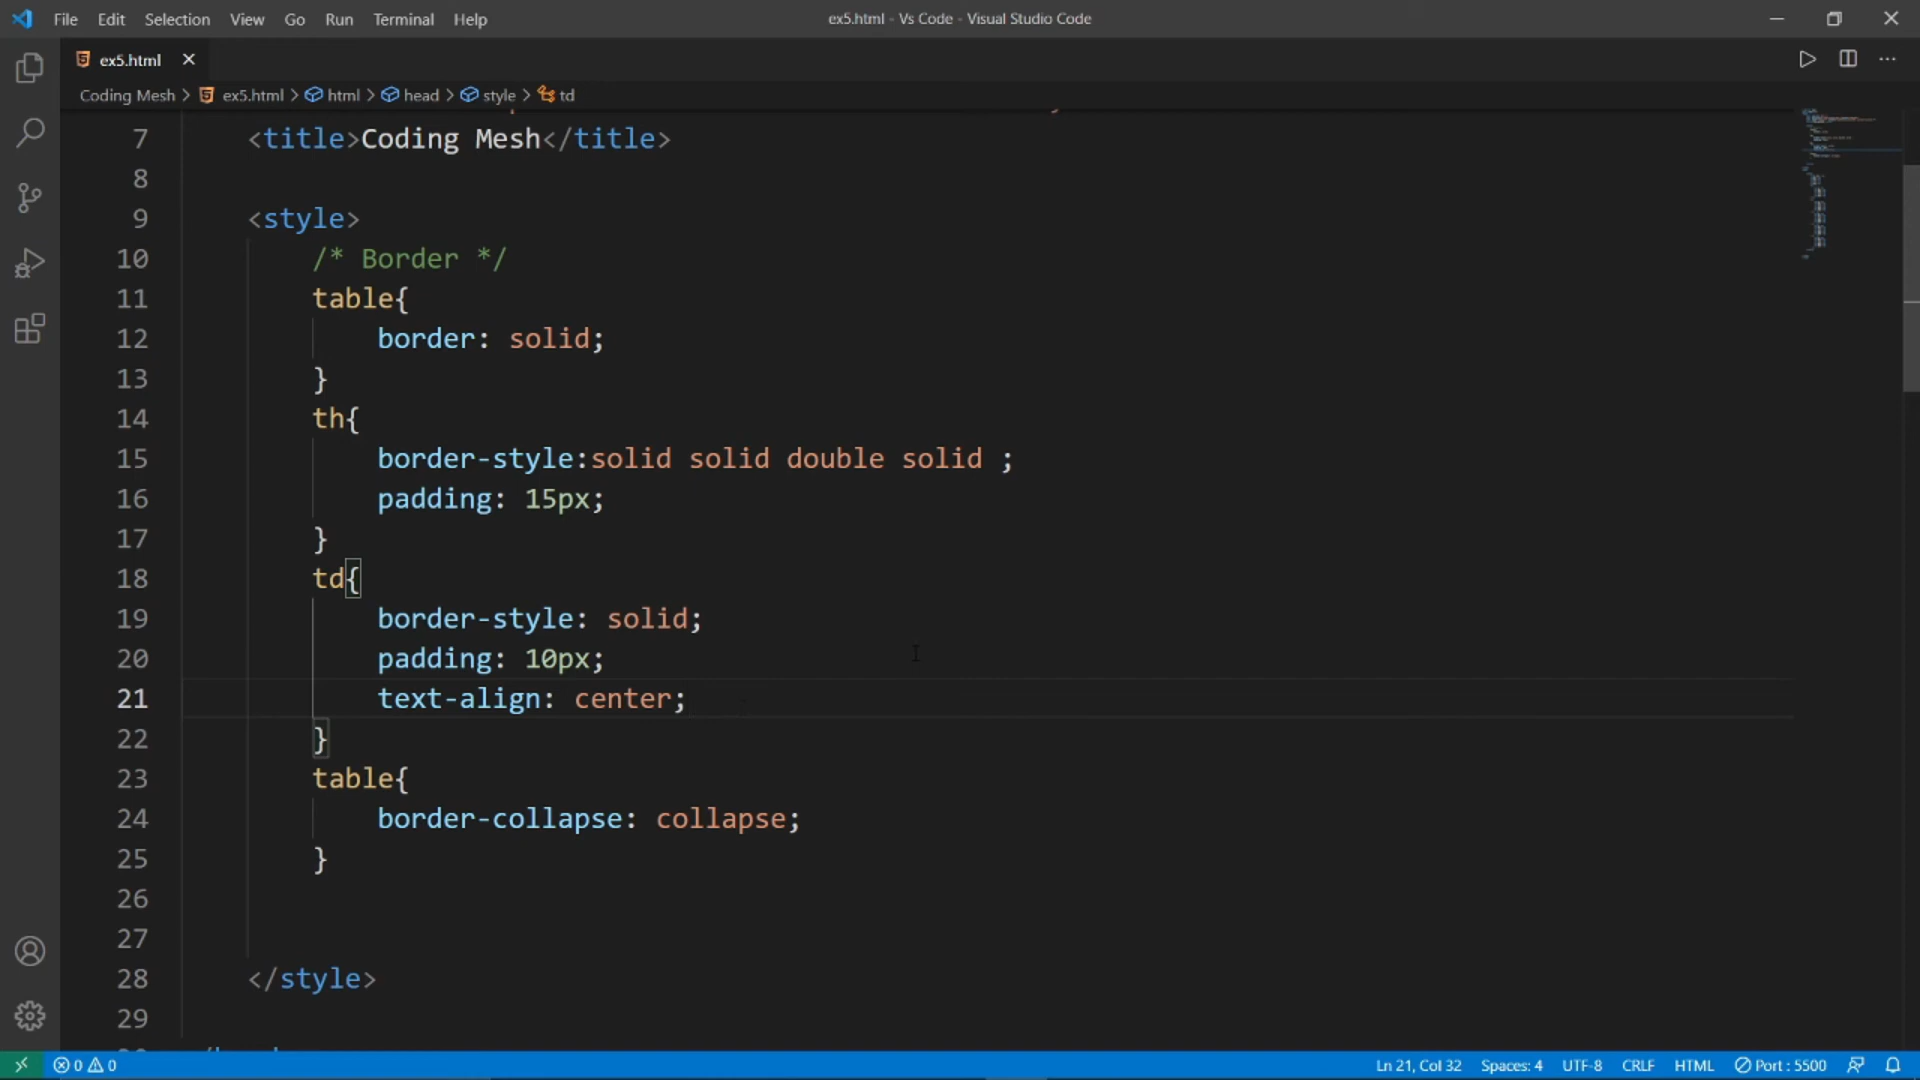 File Edit Selection View Go Run Terminal Help
ex5.html - Vs Code - Visual Studio Code
ex5.html
Coding Mesh > ex5.html > html > head > style > td
7 <title>Coding Mesh</title>
8
9 <style>
10 /* Border */
11 table{
12 border: solid;
13 }
14 th{
15 border-style:solid solid double solid ;
16 padding: 15px;
17 }
18 td{
19 border-style: solid;
20 padding: 10px;
21 text-align: center;
22 }
23 table{
24 border-collapse: collapse;
25 }
26
27
28 </style>
29
0 0 Ln 21, Col 32 Spaces: 4 UTF-8 CRLF HTML Port : 5500